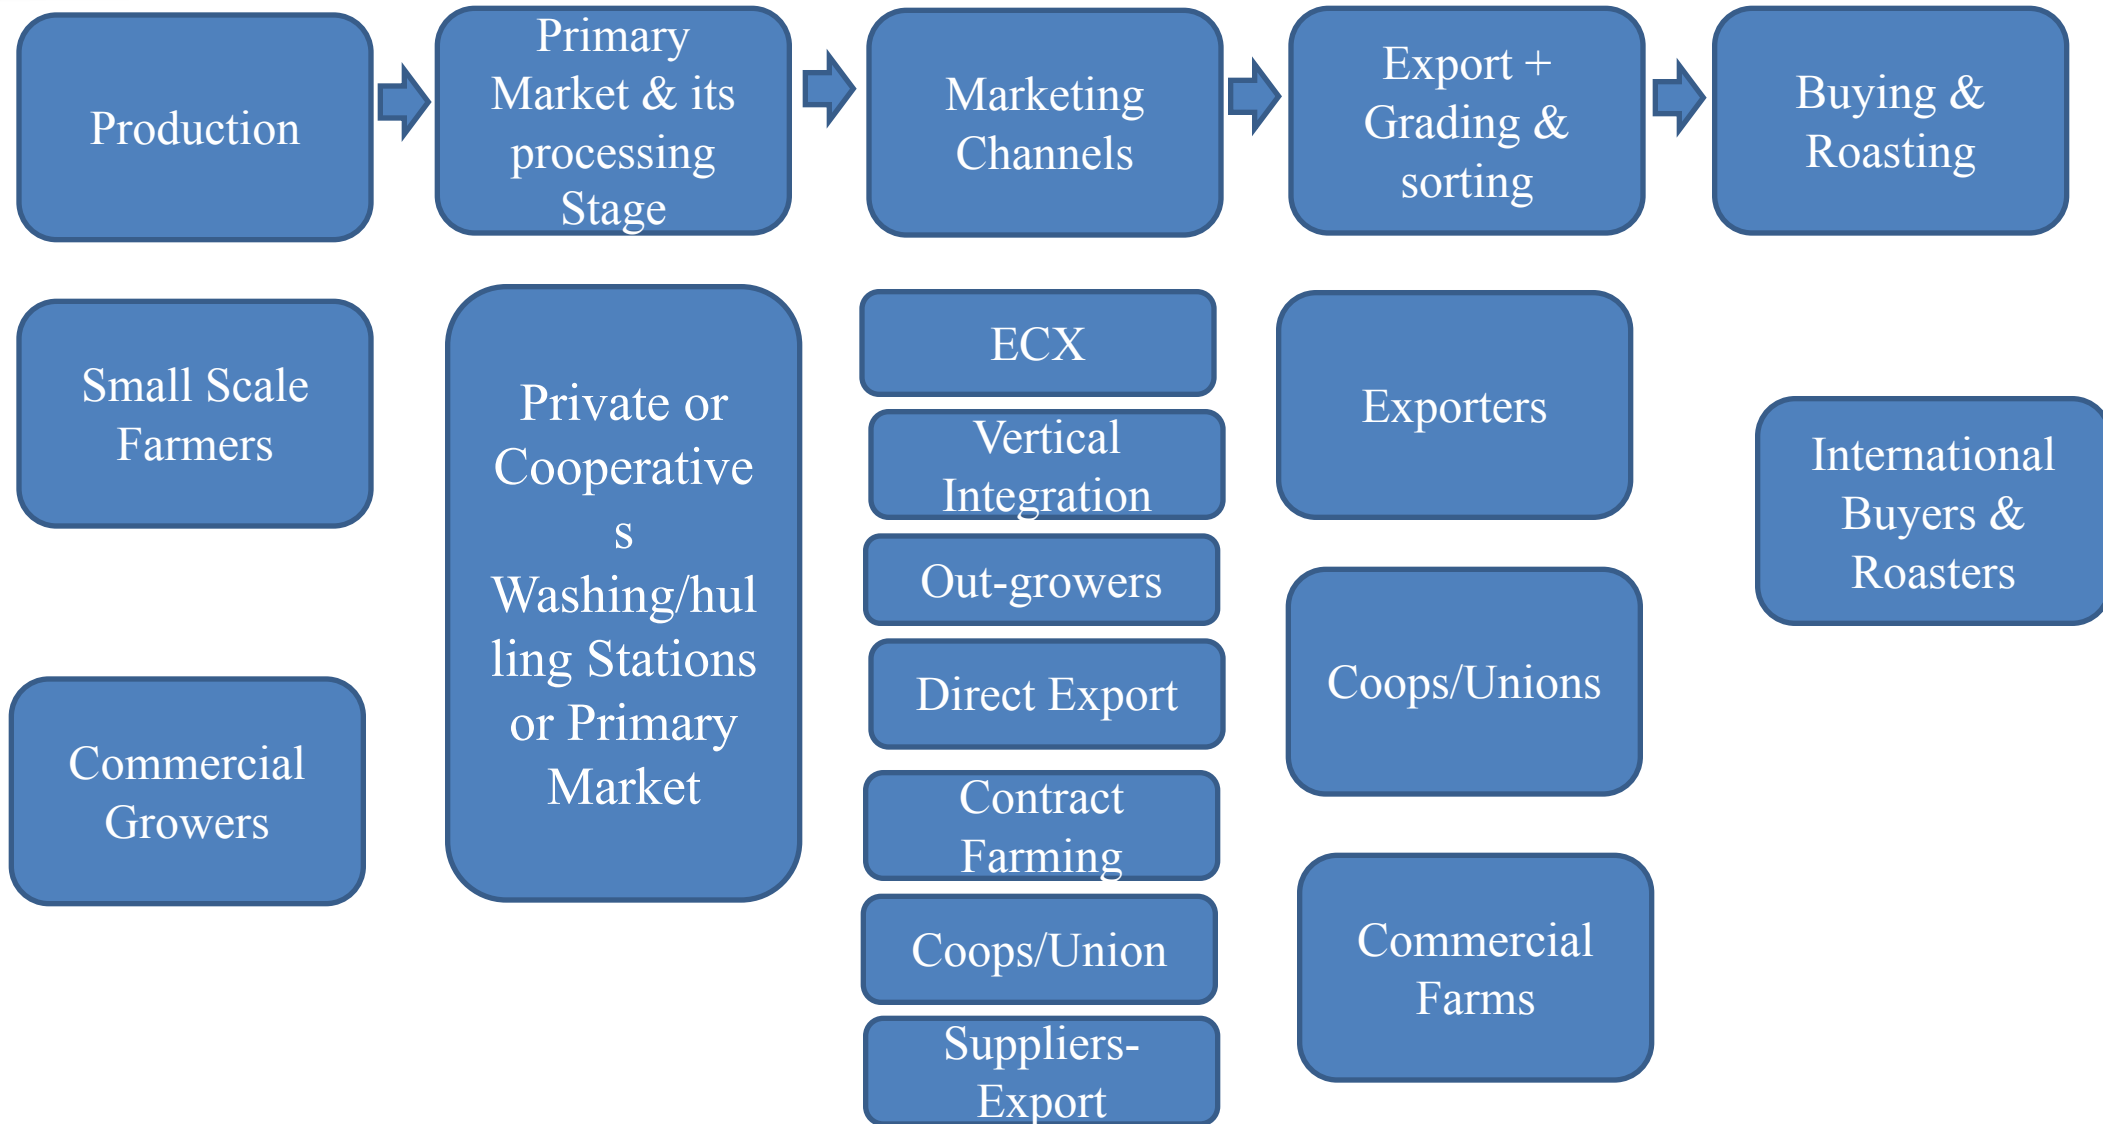 Production
Primary
Market & its
processing
Stage
Marketing
Channels
Export +
Grading &
sorting
Buying &
Roasting
Small Scale
Farmers
Commercial
Growers
Private or
Cooperative
s
Washing/hul
ling Stations
or Primary
Market
ECX
Vertical
Integration
Out-growers
Direct Export
Contract
Farming
Coops/Union
Suppliers-
Export
Exporters
Coops/Unions
Commercial
Farms
International
Buyers &
Roasters